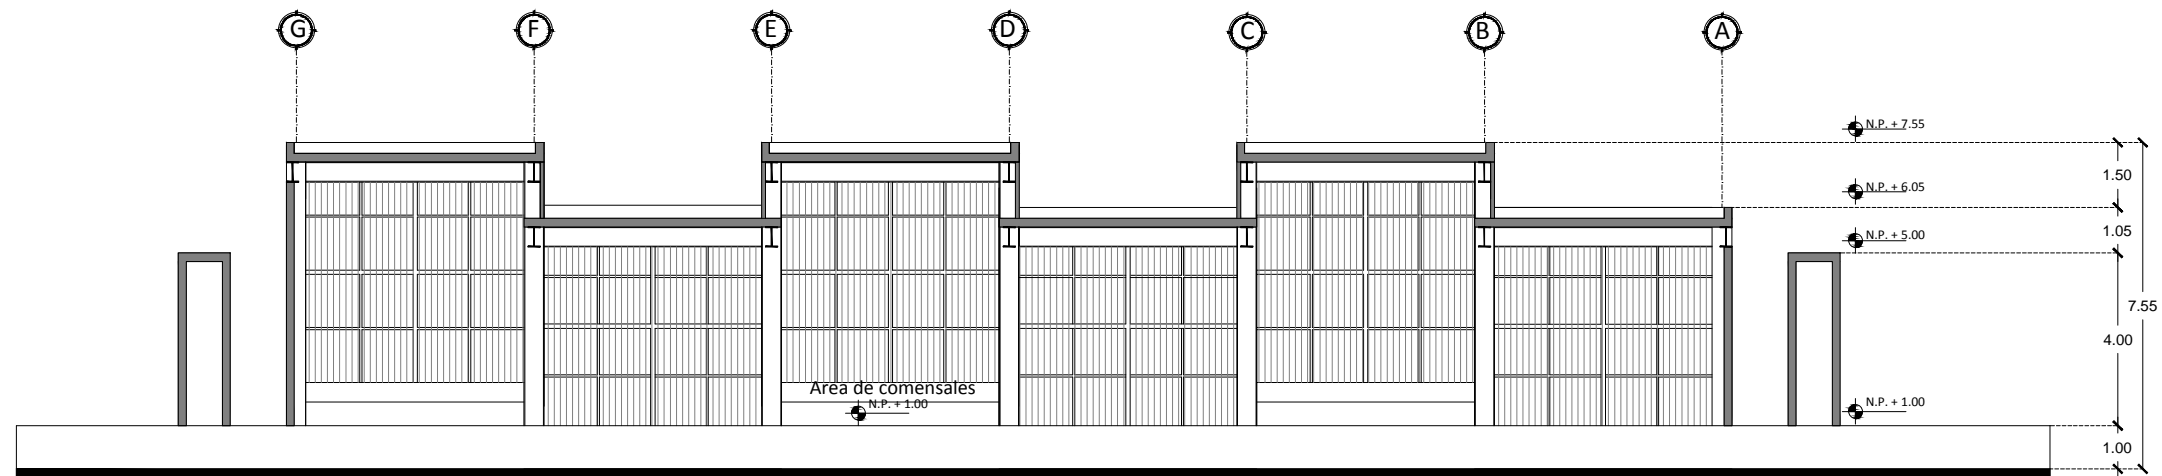 G F E D C B A
N.P. + 7.55
1.50
N.P. + 6.05
1.05
N.P. + 5.00
7.55
4.00
Area de comensales
N.P. + 1.00
N.P. + 1.00
1.00